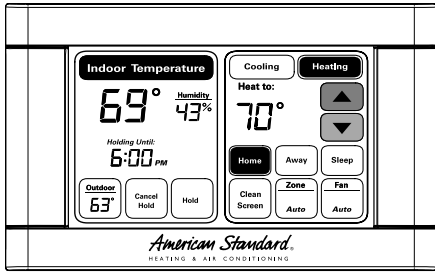 Indoor Temperature
69°
Humidity
43%
Holding Until:
6:00 PM
Outdoor
63°
Cancel
Hold
Hold
Cooling
Heating
Heat to:
70°
Home
Away
Sleep
Clean
Screen
Zone
Auto
Fan
Auto
American Standard.
HEATING & AIR CONDITIONING